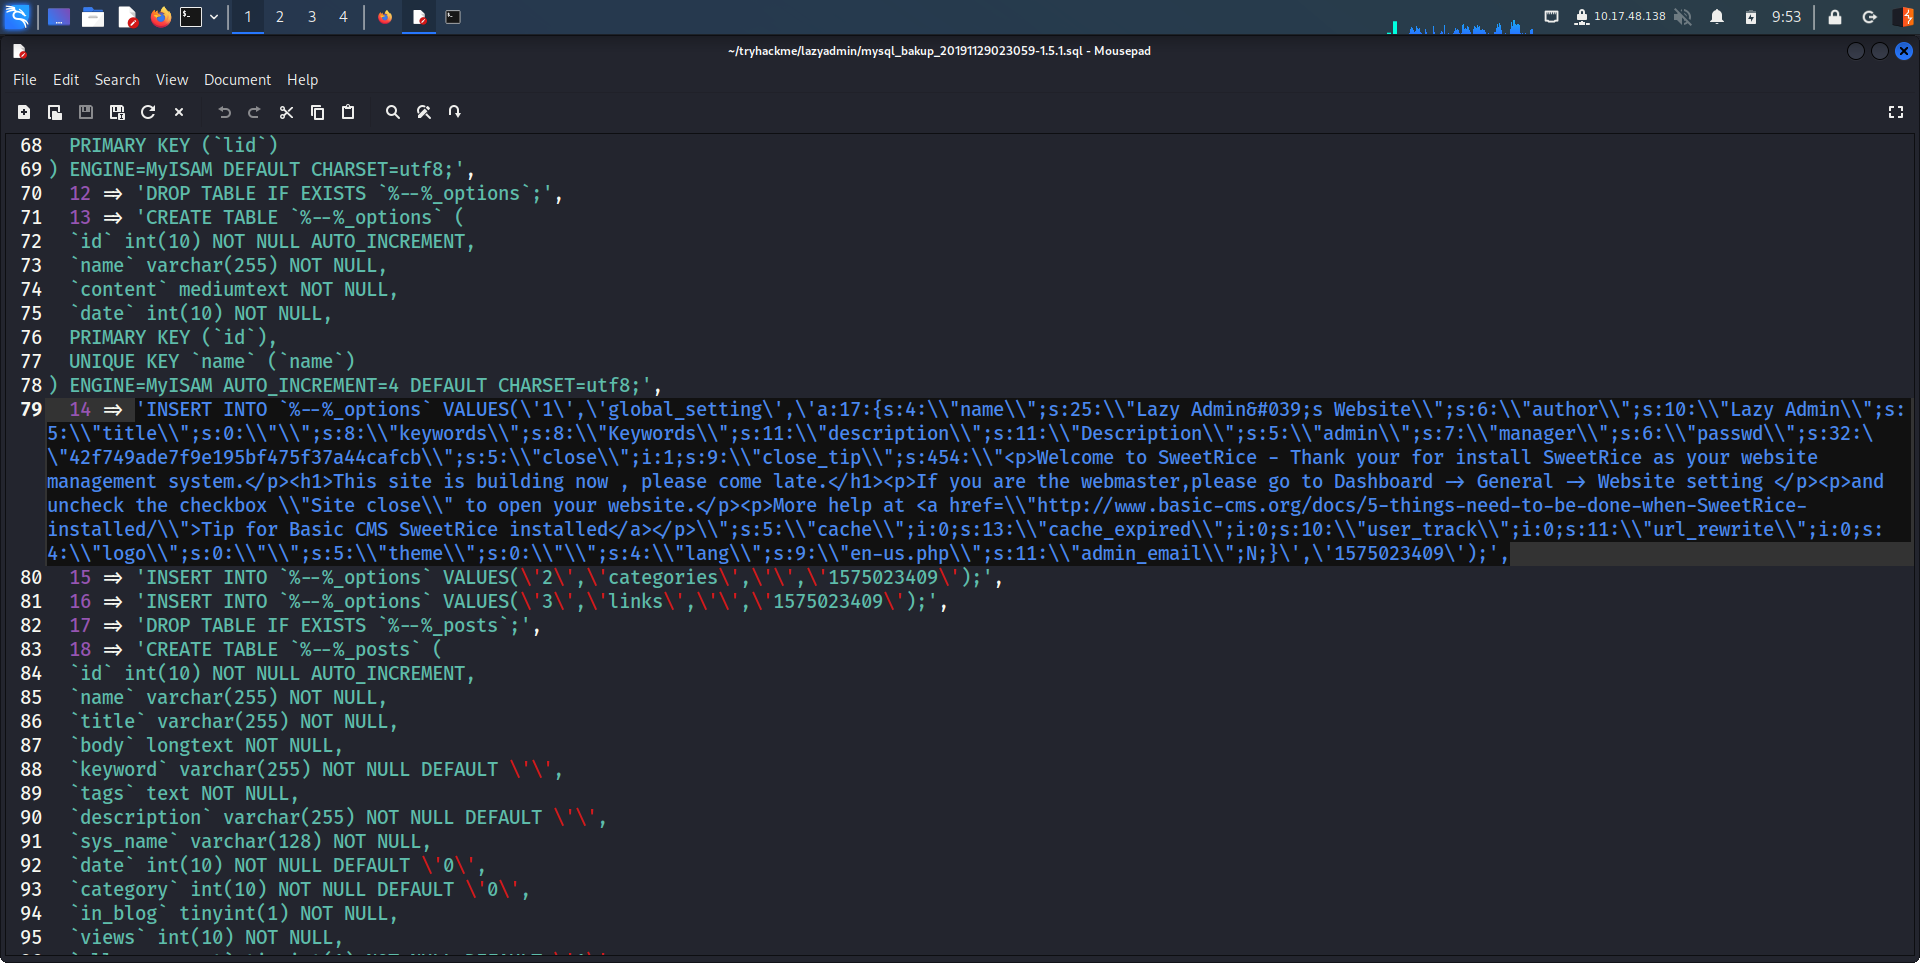 1 2 3 4 10.17.48.138 9:53
~/tryhackme/lazyadmin/mysql_bakup_20191129023059-1.5.1.sql - Mousepad
File Edit Search View Document Help
68 PRIMARY KEY (`lid`)
69 ) ENGINE=MyISAM DEFAULT CHARSET=utf8;',
70 12 => 'DROP TABLE IF EXISTS `%--%_options`;',
71 13 => 'CREATE TABLE `%--%_options` (
72 `id` int(10) NOT NULL AUTO_INCREMENT,
73 `name` varchar(255) NOT NULL,
74 `content` mediumtext NOT NULL,
75 `date` int(10) NOT NULL,
76 PRIMARY KEY (`id`),
77 UNIQUE KEY `name` (`name`)
78 ) ENGINE=MyISAM AUTO_INCREMENT=4 DEFAULT CHARSET=utf8;',
79 14 => 'INSERT INTO `%--%_options` VALUES(\'1\',\'global_setting\',\'a:17:{s:4:\\"name\\";s:25:\\"Lazy Admin&#039;s Website\\";s:6:\\"author\\";s:10:\\"Lazy Admin\\";s:
5:\\"title\\";s:0:\\"\\";s:8:\\"keywords\\";s:8:\\"Keywords\\";s:11:\\"description\\";s:11:\\"Description\\";s:5:\\"admin\\";s:7:\\"manager\\";s:6:\\"passwd\\";s:32:\
\"42f749ade7f9e195bf475f37a44cafcb\\";s:5:\\"close\\";i:1;s:9:\\"close_tip\\";s:454:\\"<p>Welcome to SweetRice - Thank your for install SweetRice as your website
management system.</p><h1>This site is building now , please come late.</h1><p>If you are the webmaster,please go to Dashboard -> General -> Website setting </p><p>and
uncheck the checkbox \\"Site close\\" to open your website.</p><p>More help at <a href=\\"http://www.basic-cms.org/docs/5-things-need-to-be-done-when-SweetRice-
installed/\\">Tip for Basic CMS SweetRice installed</a></p>\\";s:5:\\"cache\\";i:0;s:13:\\"cache_expired\\";i:0;s:10:\\"user_track\\";i:0;s:11:\\"url_rewrite\\";i:0;s:
4:\\"logo\\";s:0:\\"\\";s:5:\\"theme\\";s:0:\\"\\";s:4:\\"lang\\";s:9:\\"en-us.php\\";s:11:\\"admin_email\\";N;}\',\'1575023409\');',
80 15 => 'INSERT INTO `%--%_options` VALUES(\'2\',\'categories\',\'\',\'1575023409\');',
81 16 => 'INSERT INTO `%--%_options` VALUES(\'3\',\'links\',\'\',\'1575023409\');',
82 17 => 'DROP TABLE IF EXISTS `%--%_posts`;',
83 18 => 'CREATE TABLE `%--%_posts` (
84 `id` int(10) NOT NULL AUTO_INCREMENT,
85 `name` varchar(255) NOT NULL,
86 `title` varchar(255) NOT NULL,
87 `body` longtext NOT NULL,
88 `keyword` varchar(255) NOT NULL DEFAULT \'\',
89 `tags` text NOT NULL,
90 `description` varchar(255) NOT NULL DEFAULT \'\',
91 `sys_name` varchar(128) NOT NULL,
92 `date` int(10) NOT NULL DEFAULT \'0\',
93 `category` int(10) NOT NULL DEFAULT \'0\',
94 `in_blog` tinyint(1) NOT NULL,
95 `views` int(10) NOT NULL,